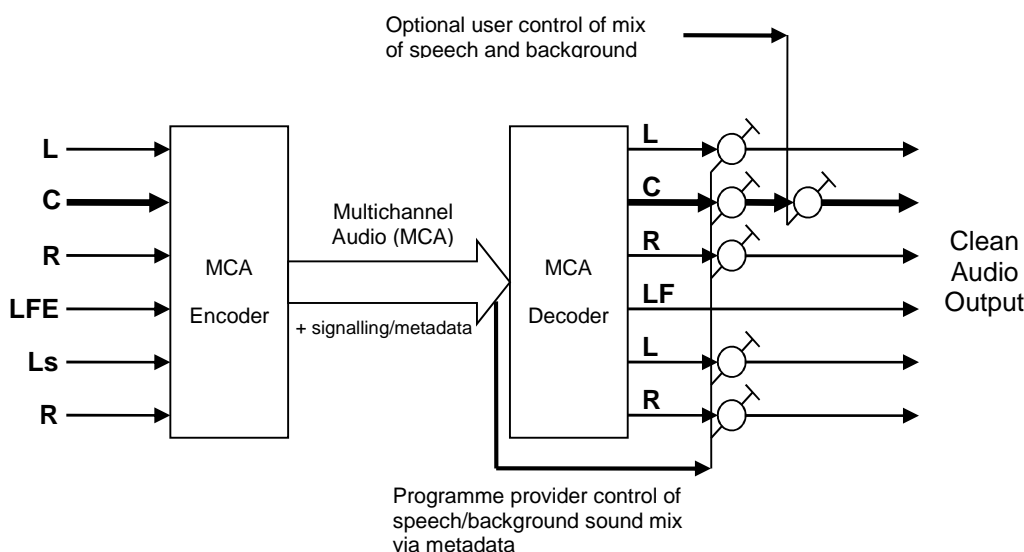 Optional user control of mix
of speech and background
L
C
R
LFE
Ls
R
MCA
Encoder
Multichannel
Audio (MCA)
+ signalling/metadata
MCA
Decoder
L
C
R
LF
L
R
Clean
Audio
Output
Programme provider control of
speech/background sound mix
via metadata